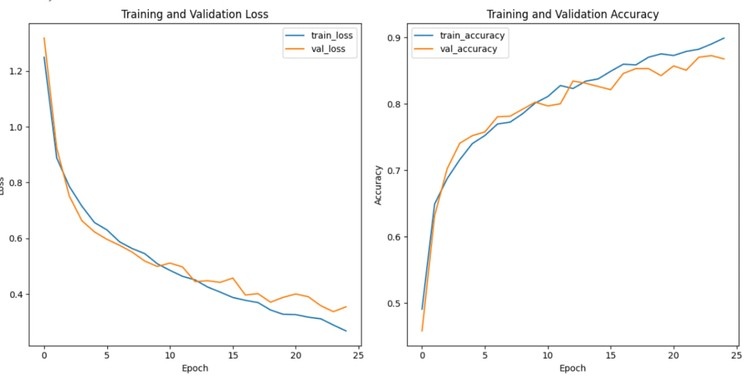 Training and Validation Loss
train_loss
val_loss
1.2
1.0
0.8
0.6
0.4
Loss
0 5 10 15 20 25
Epoch
Training and Validation Accuracy
train_accuracy
val_accuracy
0.9
0.8
0.7
0.6
0.5
Accuracy
0 5 10 15 20 25
Epoch